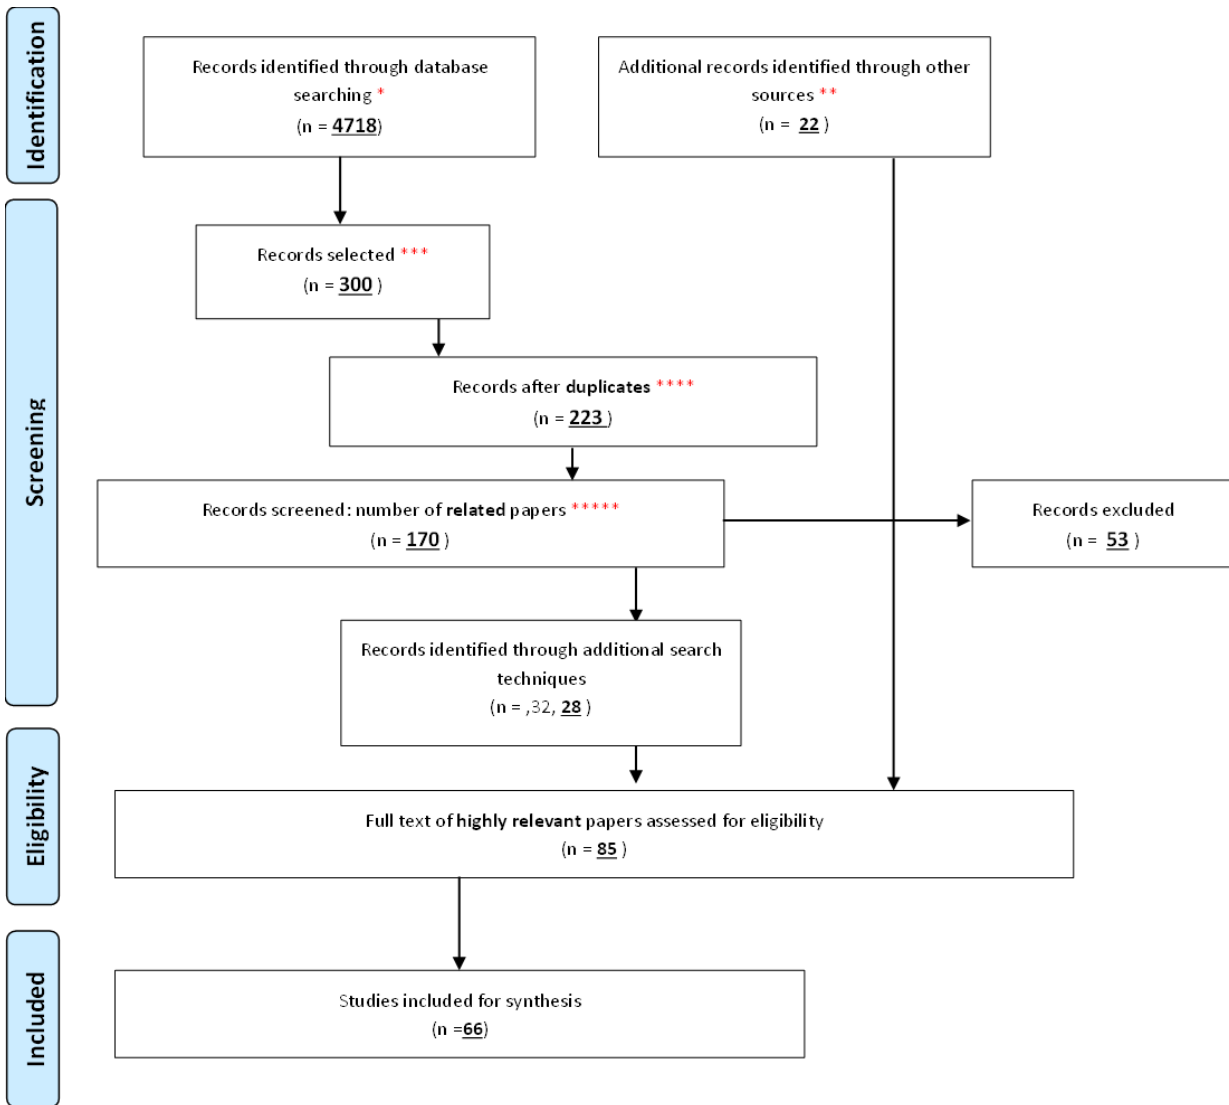 Identification
Records identified through database
searching *
(n = 4718)
Additional records identified through other
sources **
(n = 22 )
Screening
Records selected ***
(n = 300 )
Records after duplicates ****
(n = 223 )
Records screened: number of related papers *****
(n = 170 )
Records excluded
(n = 53 )
Records identified through additional search
techniques
(n = ,32, 28 )
Eligibility
Full text of highly relevant papers assessed for eligibility
(n = 85 )
Included
Studies included for synthesis
(n =66)